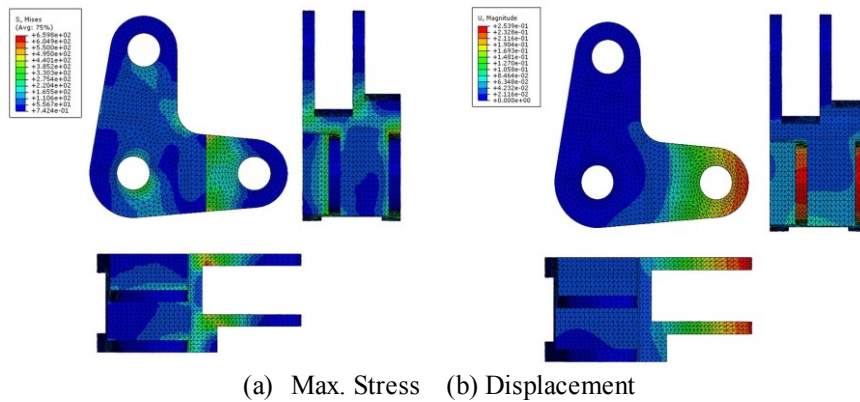 S, Mises
(Avg: 75%)
+6.598e+02
+6.049e+02
+5.500e+02
+4.950e+02
+4.401e+02
+3.852e+02
+3.303e+02
+2.754e+02
+2.204e+02
+1.655e+02
+1.106e+02
+5.567e+01
+7.424e-01
U, Magnitude
+2.539e-01
+2.328e-01
+2.116e-01
+1.904e-01
+1.693e-01
+1.481e-01
+1.270e-01
+1.058e-01
+8.464e-02
+6.348e-02
+4.232e-02
+2.116e-02
+0.000e+00
(a) Max. Stress (b) Displacement